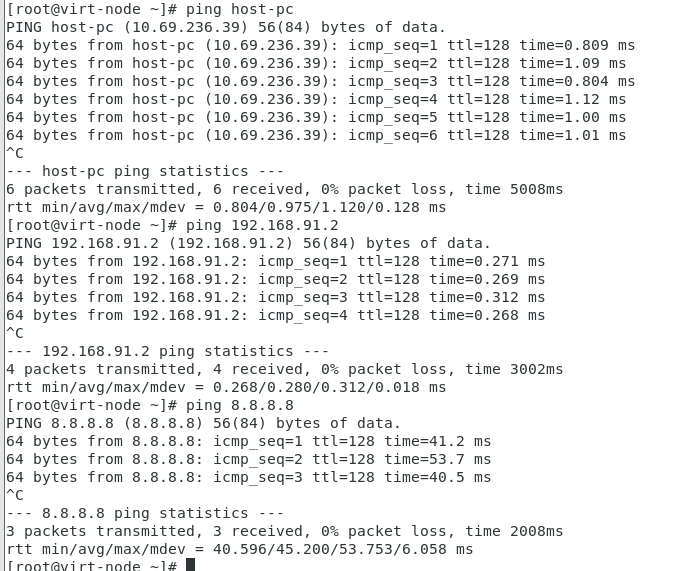 [root@virt-node ~]# ping host-pc
PING host-pc (10.69.236.39) 56(84) bytes of data.
64 bytes from host-pc (10.69.236.39): icmp_seq=1 ttl=128 time=0.809 ms
64 bytes from host-pc (10.69.236.39): icmp_seq=2 ttl=128 time=1.09 ms
64 bytes from host-pc (10.69.236.39): icmp_seq=3 ttl=128 time=0.804 ms
64 bytes from host-pc (10.69.236.39): icmp_seq=4 ttl=128 time=1.12 ms
64 bytes from host-pc (10.69.236.39): icmp_seq=5 ttl=128 time=1.00 ms
64 bytes from host-pc (10.69.236.39): icmp_seq=6 ttl=128 time=1.01 ms
^C
--- host-pc ping statistics ---
6 packets transmitted, 6 received, 0% packet loss, time 5008ms
rtt min/avg/max/mdev = 0.804/0.975/1.120/0.128 ms
[root@virt-node ~]# ping 192.168.91.2
PING 192.168.91.2 (192.168.91.2) 56(84) bytes of data.
64 bytes from 192.168.91.2: icmp_seq=1 ttl=128 time=0.271 ms
64 bytes from 192.168.91.2: icmp_seq=2 ttl=128 time=0.269 ms
64 bytes from 192.168.91.2: icmp_seq=3 ttl=128 time=0.312 ms
64 bytes from 192.168.91.2: icmp_seq=4 ttl=128 time=0.268 ms
^C
--- 192.168.91.2 ping statistics ---
4 packets transmitted, 4 received, 0% packet loss, time 3002ms
rtt min/avg/max/mdev = 0.268/0.280/0.312/0.018 ms
[root@virt-node ~]# ping 8.8.8.8
PING 8.8.8.8 (8.8.8.8) 56(84) bytes of data.
64 bytes from 8.8.8.8: icmp_seq=1 ttl=128 time=41.2 ms
64 bytes from 8.8.8.8: icmp_seq=2 ttl=128 time=53.7 ms
64 bytes from 8.8.8.8: icmp_seq=3 ttl=128 time=40.5 ms
^C
--- 8.8.8.8 ping statistics ---
3 packets transmitted, 3 received, 0% packet loss, time 2008ms
rtt min/avg/max/mdev = 40.596/45.200/53.753/6.058 ms
[root@virt-node ~]#